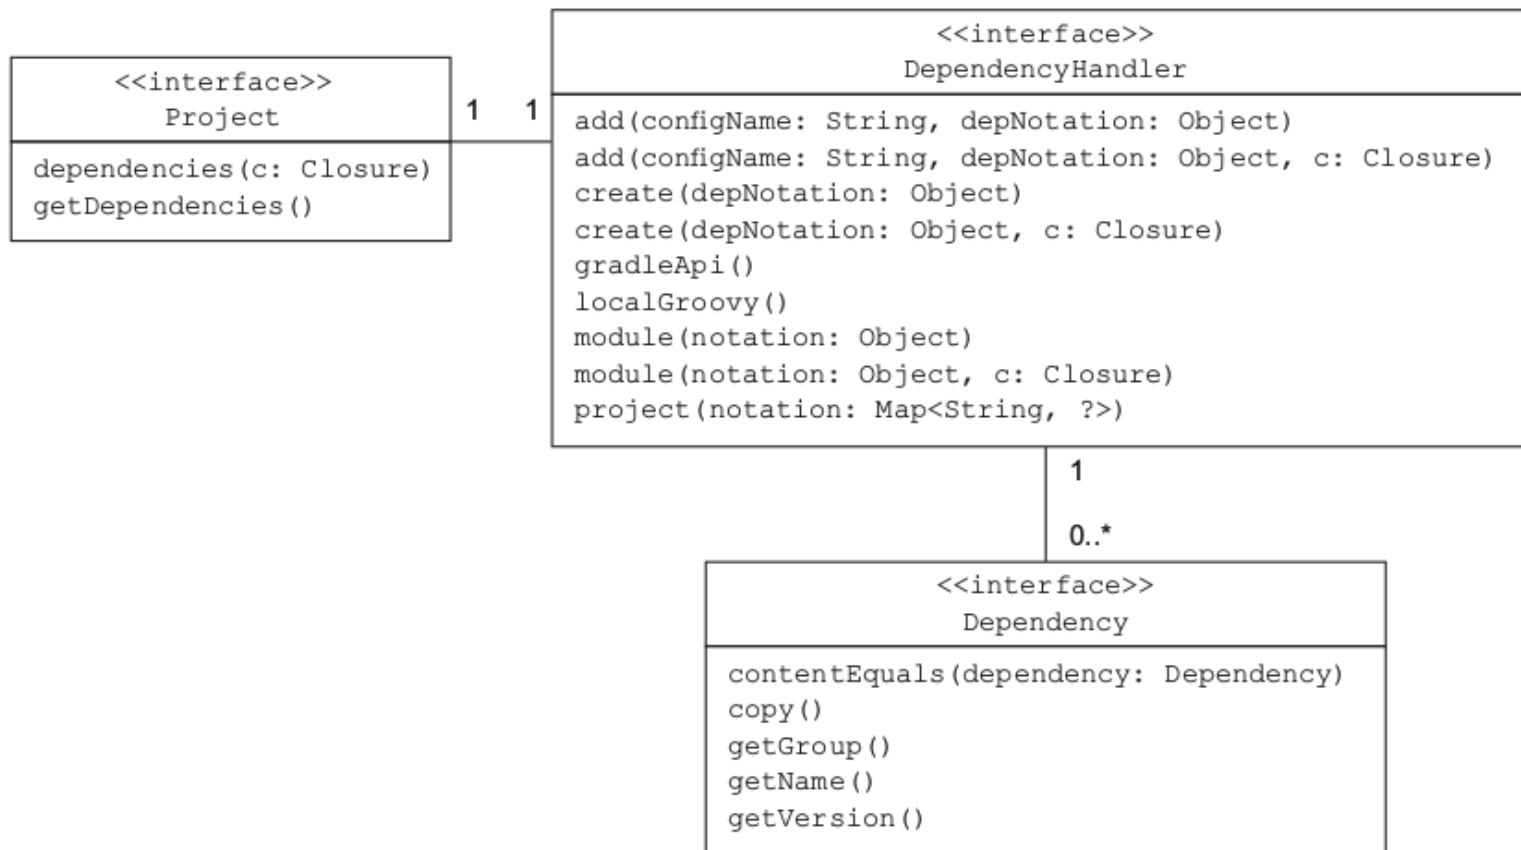 <<interface>>
Project
dependencies(c: Closure)
getDependencies()
1
1
<<interface>>
DependencyHandler
add(configName: String, depNotation: Object)
add(configName: String, depNotation: Object, c: Closure)
create(depNotation: Object)
create(depNotation: Object, c: Closure)
gradleApi()
localGroovy()
module(notation: Object)
module(notation: Object, c: Closure)
project(notation: Map<String, ?>)
1
0..*
<<interface>>
Dependency
contentEquals(dependency: Dependency)
copy()
getGroup()
getName()
getVersion()